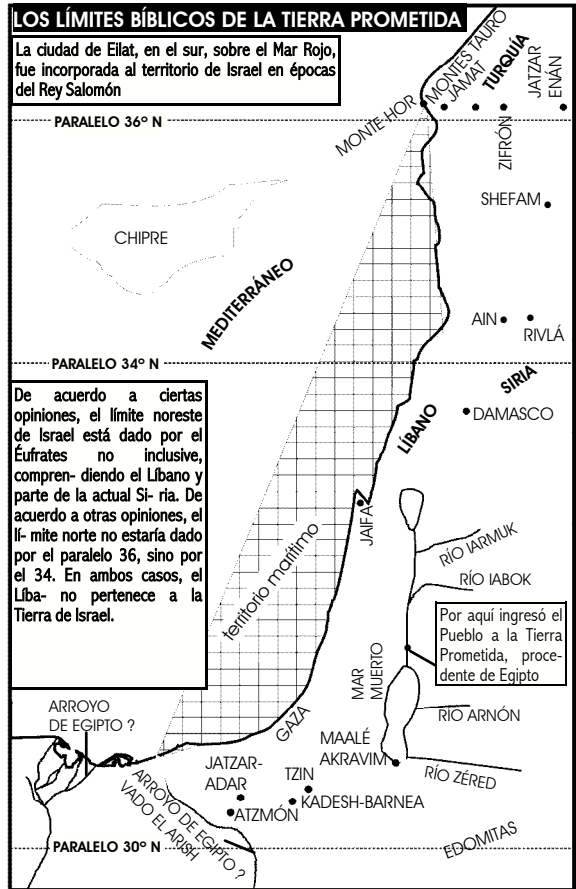 LOS LÍMITES BÍBLICOS DE LA TIERRA PROMETIDA
La ciudad de Eilat, en el sur, sobre el Mar Rojo,
fue incorporada al territorio de Israel en épocas
del Rey Salomón
MONTES TAURO
JAMAT
TURQUÍA
JATZAR
ENÁN
MONTE HOR
ZIFRÓN
PARALELO 36º N
SHEFAM
CHIPRE
MEDITERRÁNEO
AIN
RIVLÁ
PARALELO 34º N
SIRIA
De acuerdo a ciertas
opiniones, el límite noreste
de Israel está dado por el
Éufrates no inclusive,
compren- diendo el Líbano y
parte de la actual Si- ria. De
acuerdo a otras opiniones, el
lí- mite norte no estaría dado
por el paralelo 36, sino por
el 34. En ambos casos, el
Líba- no pertenece a la
Tierra de Israel.
DAMASCO
LÍBANO
JAIFA
territorio marítimo
RÍO IARMUK
RÍO IABOK
Por aquí ingresó el
Pueblo a la Tierra
Prometida, proce-
dente de Egipto
MAR
MUERTO
ARROYO
DE EGIPTO ?
GAZA
RÍO ARNÓN
MAALÉ
AKRAVIM
RÍO ZÉRED
JATZAR-
ADAR
TZIN
KADESH-BARNEA
ATZMÓN
ARROYO DE EGIPTO ?
VADO EL ARISH
EDOMITAS
PARALELO 30º N